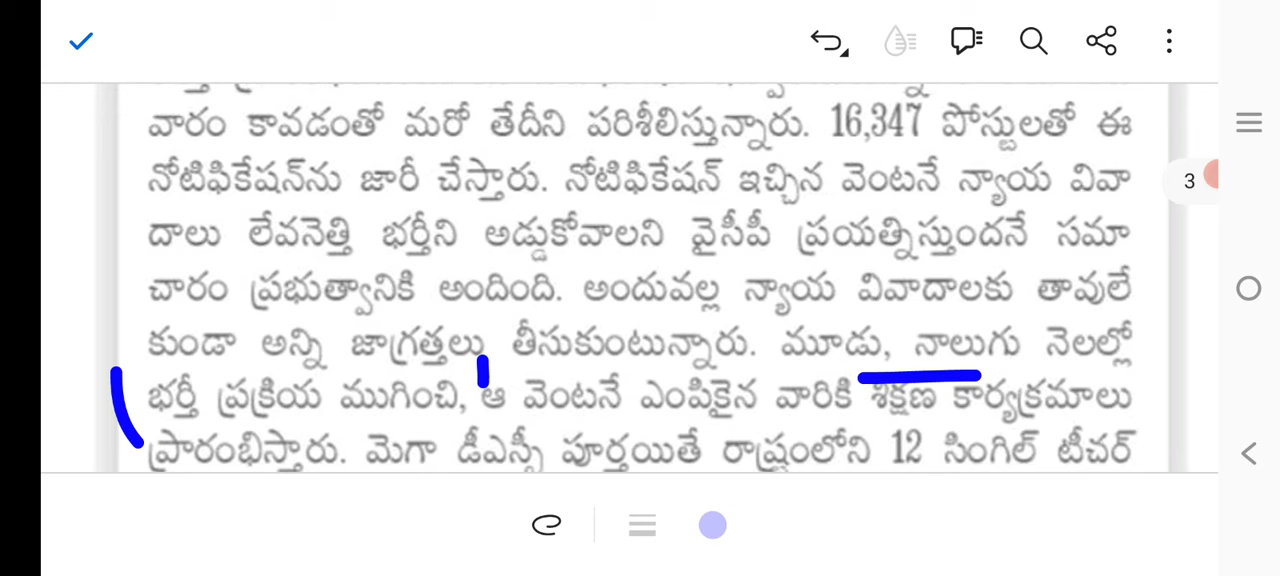 వారం కావడంతో మరో తేదీని పరిశీలిస్తున్నారు. 16,347 పోస్టులతో ఈ
నోటిఫికేషన్‌ను జారీ చేస్తారు. నోటిఫికేషన్ ఇచ్చిన వెంటనే న్యాయ వివా
దాలు లేవనెత్తి భర్తీని అడ్డుకోవాలని వైసీపీ ప్రయత్నిస్తుందనే సమా
చారం ప్రభుత్వానికి అందింది. అందువల్ల న్యాయ వివాదాలకు తావులే
కుండా అన్ని జాగ్రత్తలు తీసుకుంటున్నారు. మూడు, నాలుగు నెలల్లో
భర్తీ ప్రక్రియ ముగించి, ఆ వెంటనే ఎంపికైన వారికి శిక్షణ కార్యక్రమాలు
ప్రారంభిస్తారు. మెగా డీఎస్సీ పూర్తయితే రాష్ట్రంలోని 12 సింగిల్ టీచర్
3